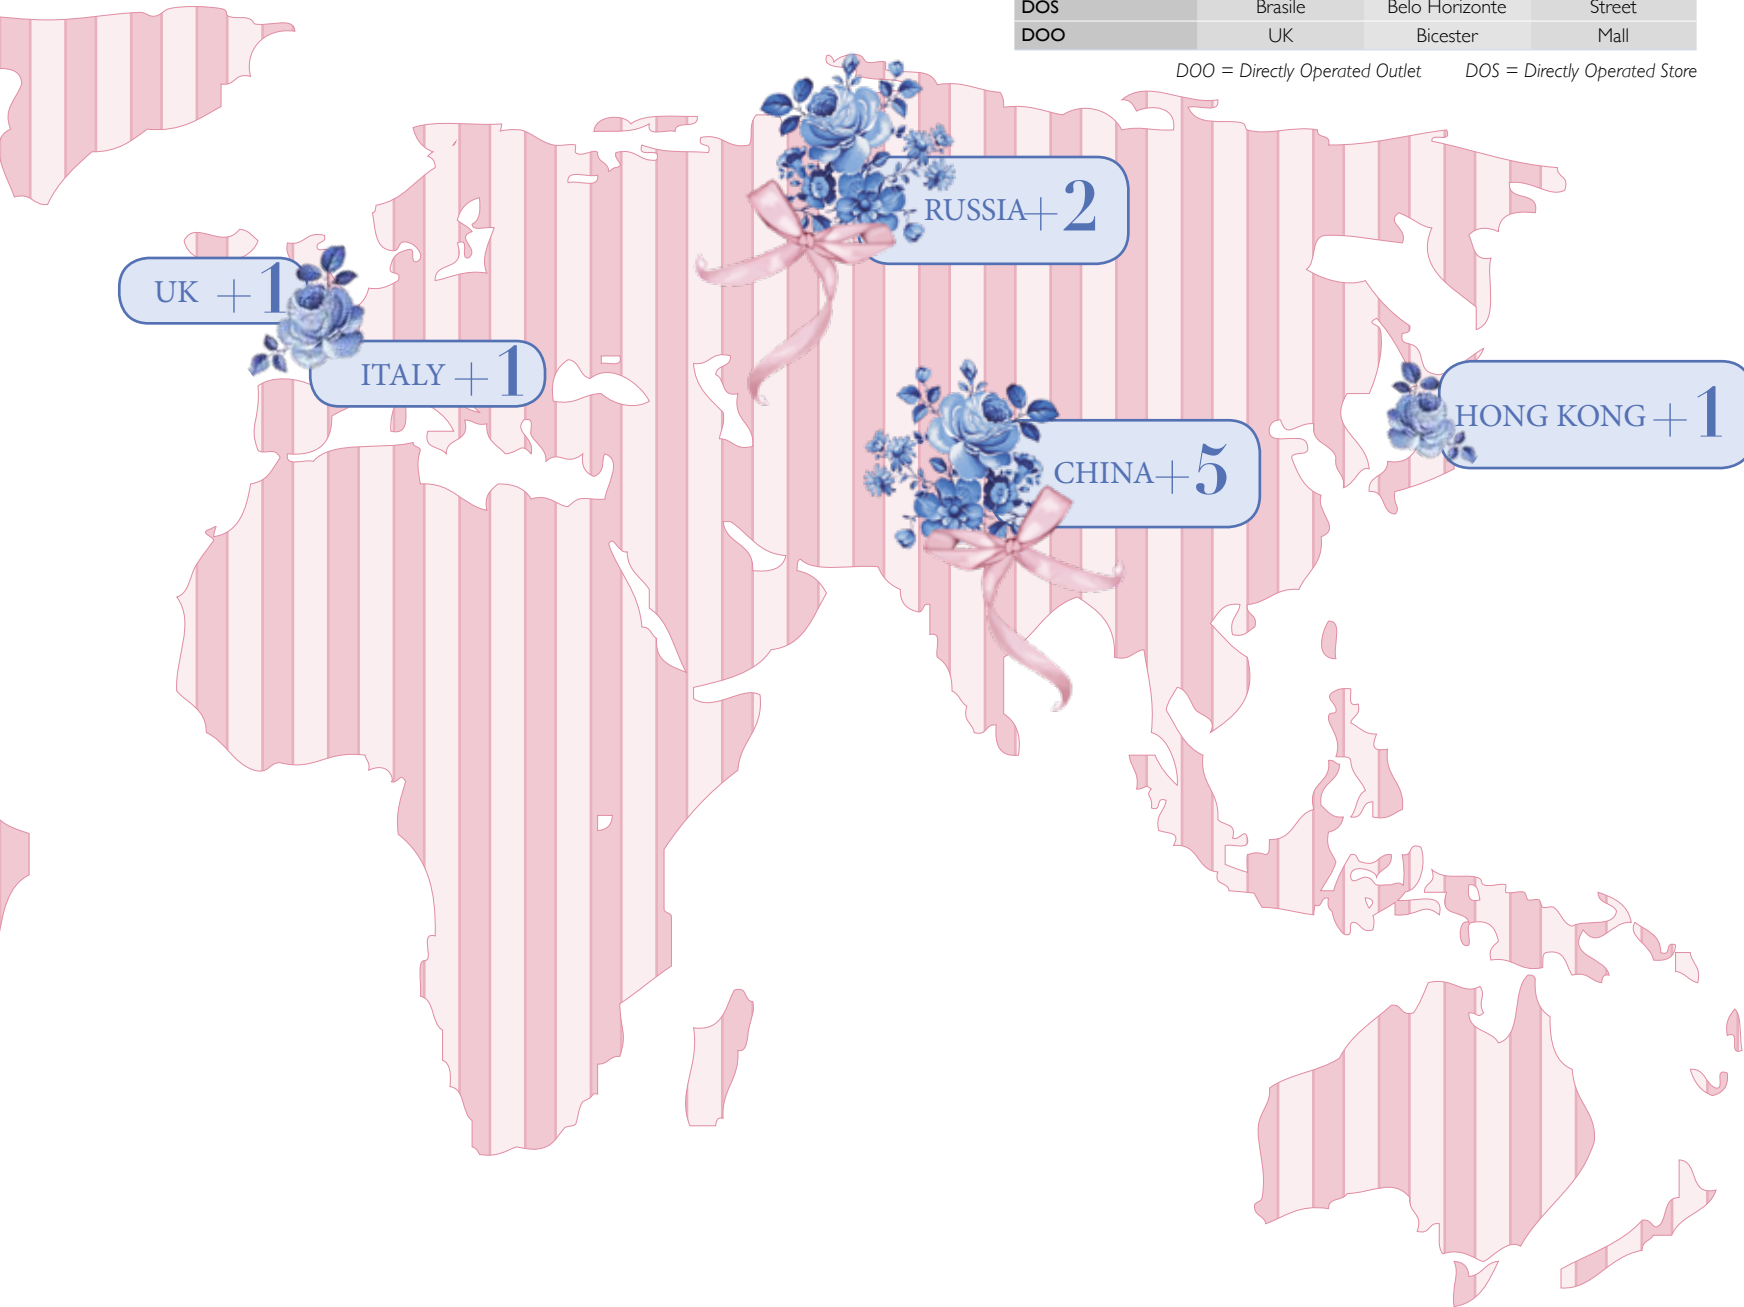 DOS Brasile Belo Horizonte Street
DOO UK Bicester Mall
DOO = Directly Operated Outlet DOS = Directly Operated Store
RUSSIA+2
UK +1
ITALY +1
HONG KONG +1
CHINA+5